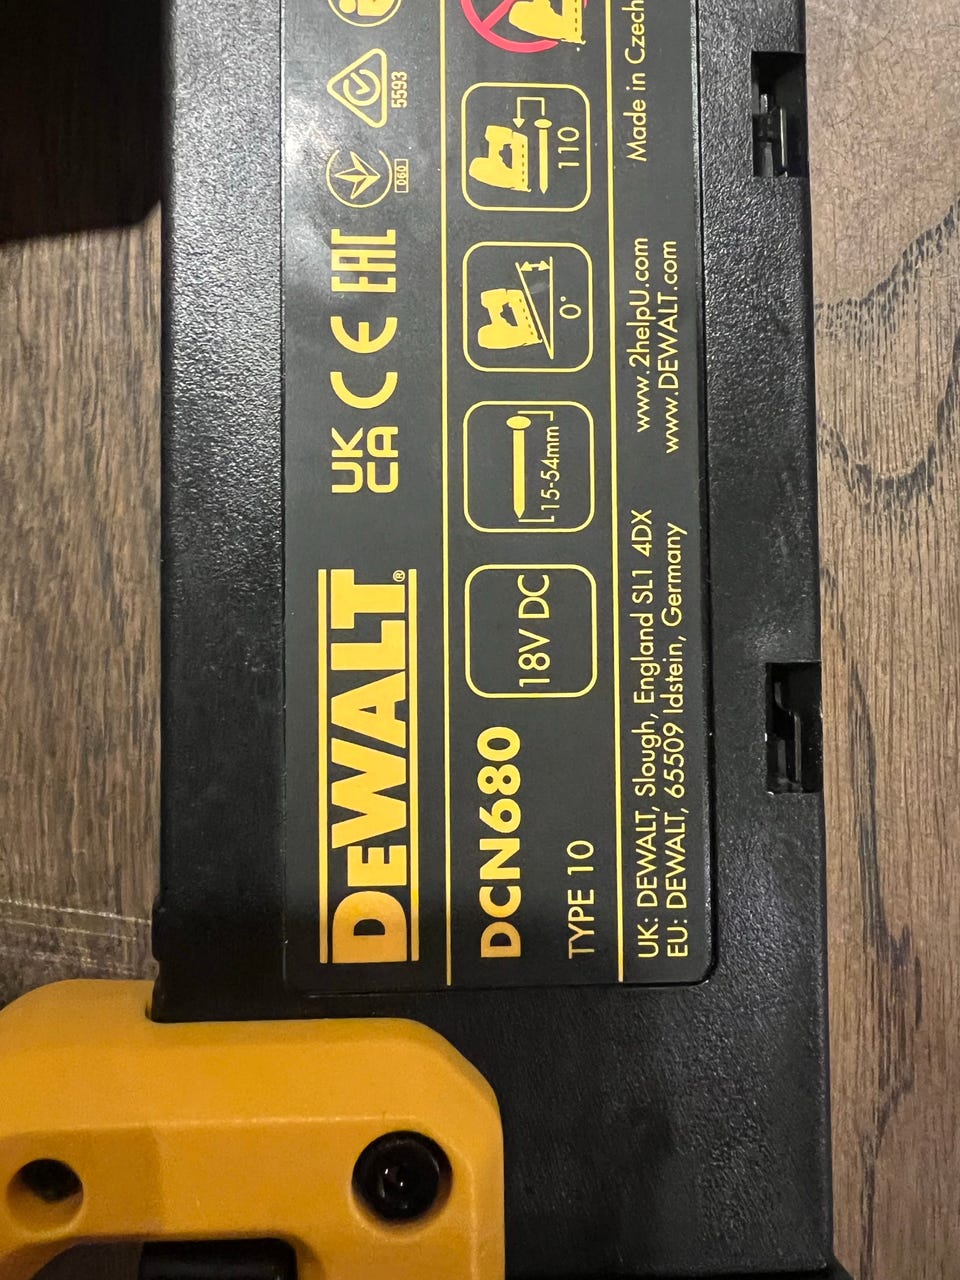 DEWALT®
UK
CA
CE
EAC
060
5593
DCN680
TYPE 10
18V DC
15-54mm
0°
110
UK: DEWALT, Slough, England SL1 4DX
EU: DEWALT, 65509 Idstein, Germany
www.2helpU.com
www.DEWALT.com
Made in Czech